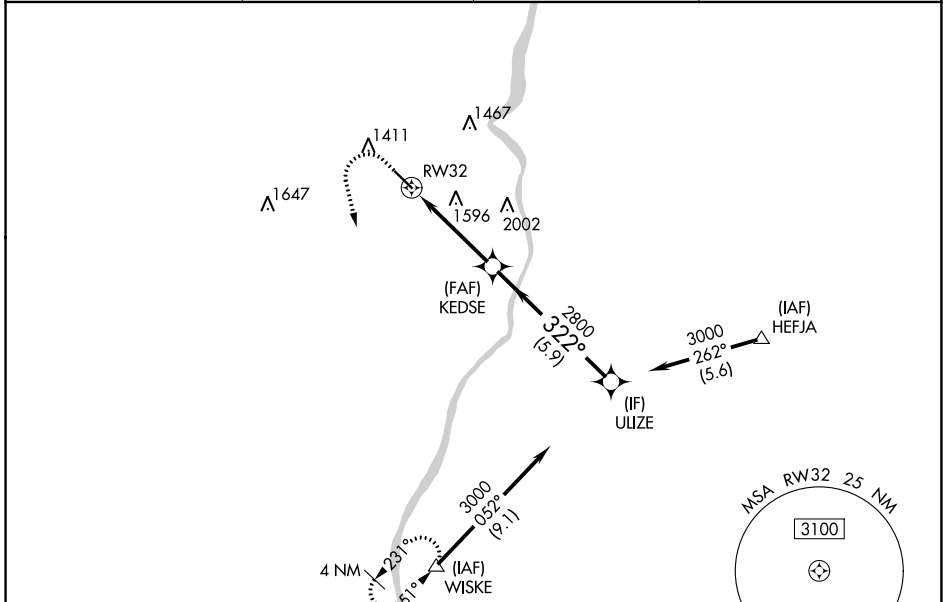 1467
1411
RW32
1647
1596
2002
(FAF)
KEDSE
2800
322°
(5.9)
(IAF)
HEFJA
3000
262°
(5.6)
(IF)
ULIZE
3000
052°
(9.1)
MSA RW32 25 NM
3100
231°
4 NM
(IAF)
WISKE